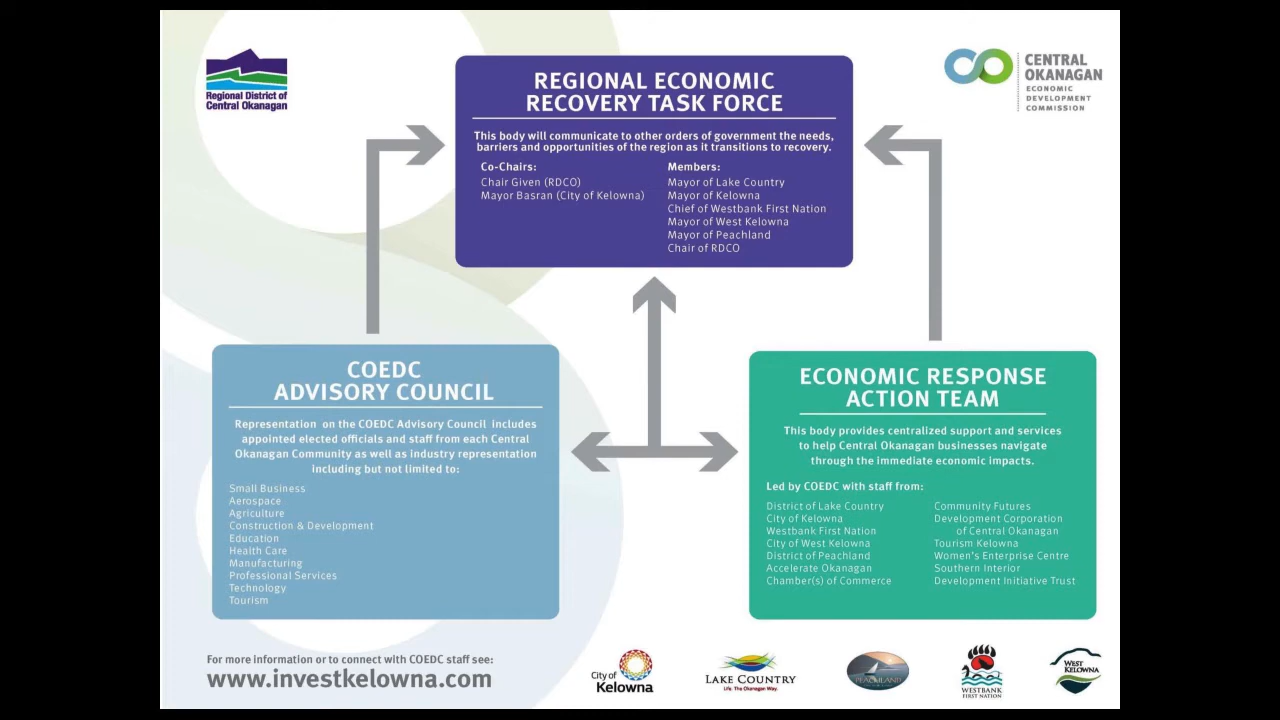 Regional District of
Central Okanagan
CENTRAL
OKANAGAN
ECONOMIC
DEVELOPMENT
COMMISSION
REGIONAL ECONOMIC
RECOVERY TASK FORCE
This body will communicate to other orders of government the needs,
barriers and opportunities of the region as it transitions to recovery.
Co-Chairs:
Chair Given (RDCO)
Mayor Basran (City of Kelowna)
Members:
Mayor of Lake Country
Mayor of Kelowna
Chief of Westbank First Nation
Mayor of West Kelowna
Mayor of Peachland
Chair of RDCO
COEDC
ADVISORY COUNCIL
Representation on the COEDC Advisory Council includes
appointed elected officials and staff from each Central
Okanagan Community as well as industry representation
including but not limited to:
Small Business
Aerospace
Agriculture
Construction & Development
Education
Health Care
Manufacturing
Professional Services
Technology
Tourism
ECONOMIC RESPONSE
ACTION TEAM
This body provides centralized support and services
to help Central Okanagan businesses navigate
through the immediate economic impacts.
Led by COEDC with staff from:
District of Lake Country
City of Kelowna
Westbank First Nation
City of West Kelowna
District of Peachland
Accelerate Okanagan
Chamber(s) of Commerce
Community Futures
Development Corporation
of Central Okanagan
Tourism Kelowna
Women's Enterprise Centre
Southern Interior
Development Initiative Trust
For more information or to connect with COEDC staff see:
www.investkelowna.com
City of
Kelowna
LAKE COUNTRY
Life. The Okanagan Way.
PEACHLAND
WESTBANK
FIRST NATION
WEST
KELOWNA